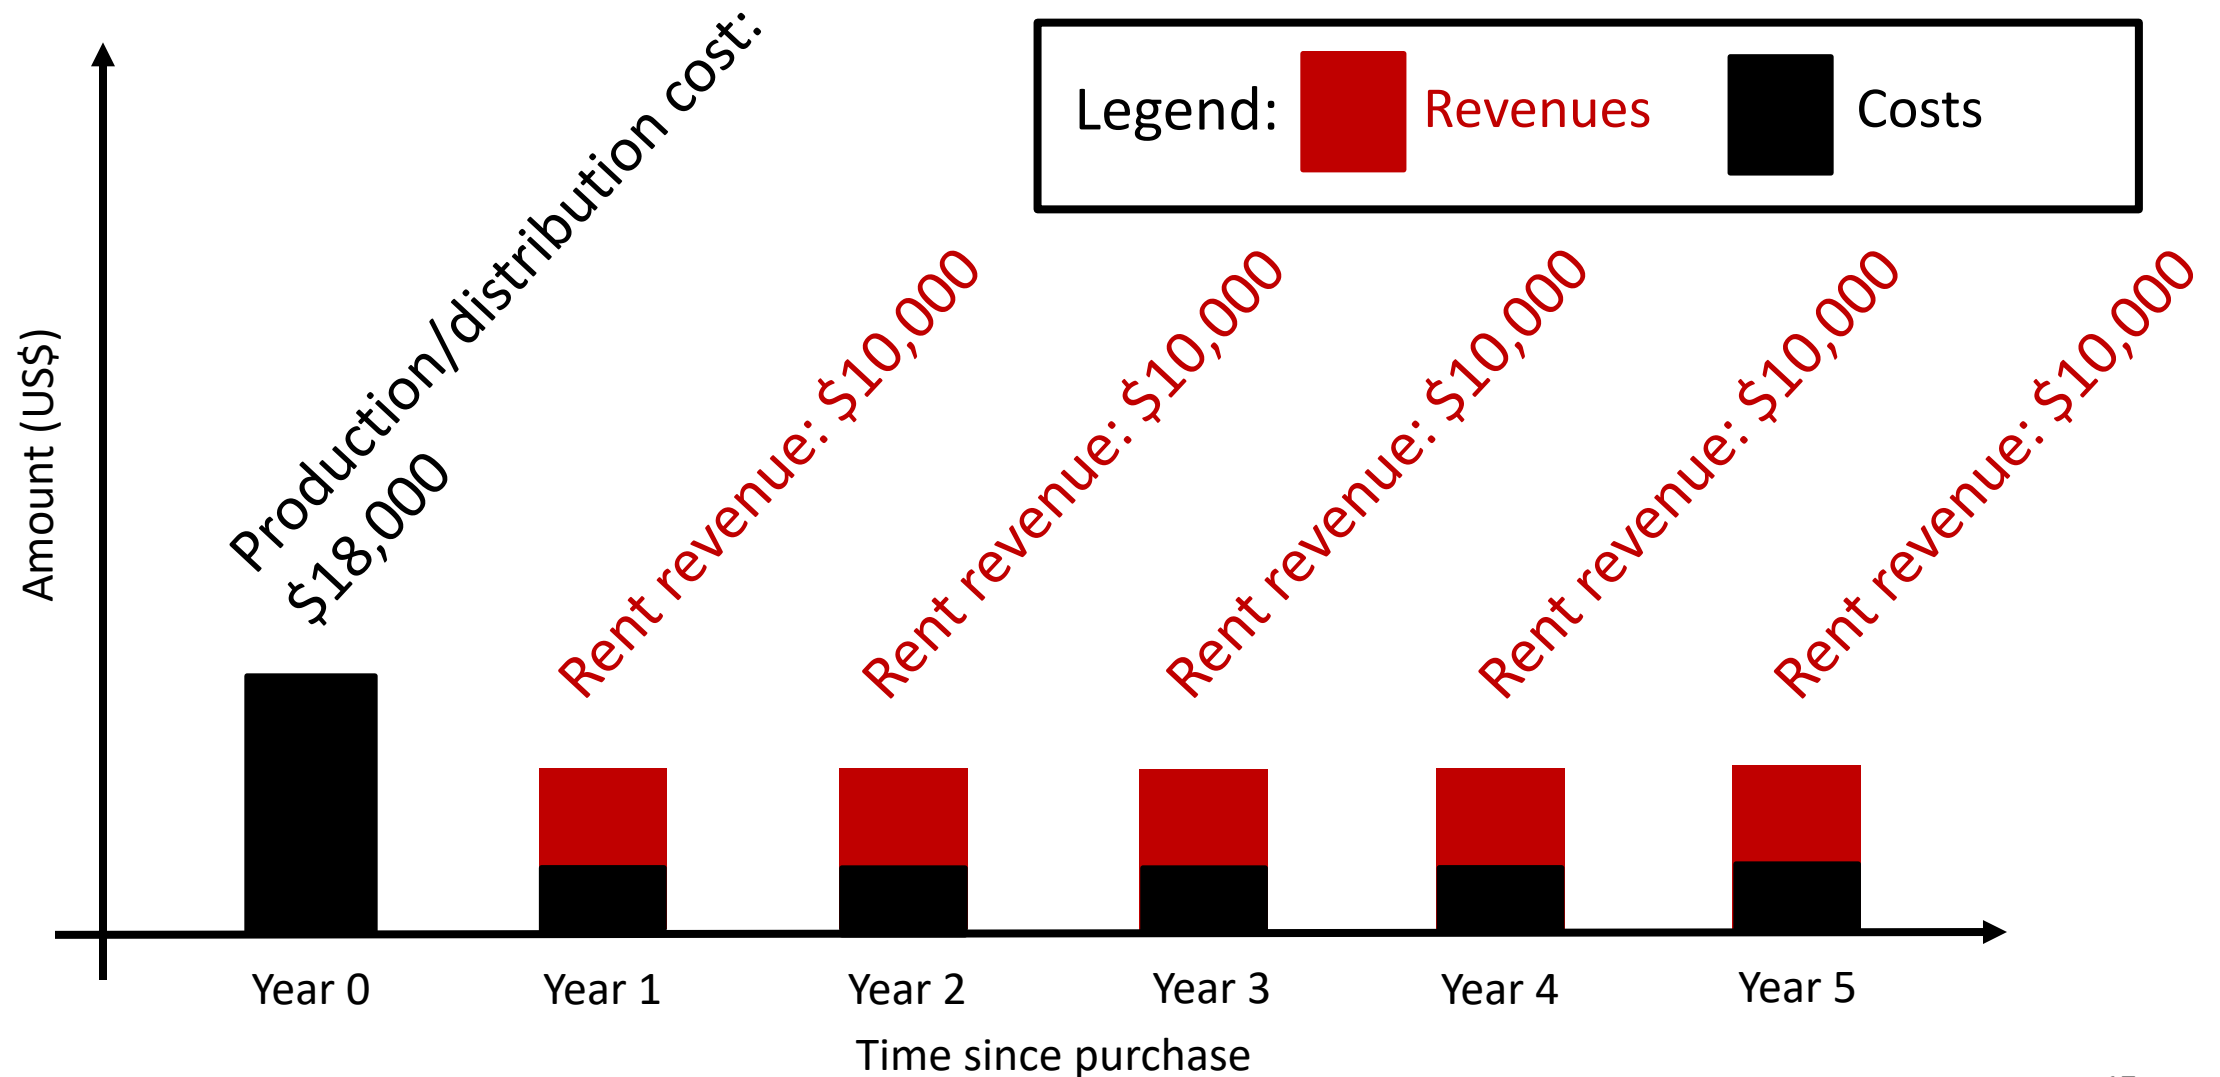 Production/distribution cost:
$18,000
Legend:
Revenues
Costs
Rent revenue: $10,000
Rent revenue: $10,000
Rent revenue: $10,000
Rent revenue: $10,000
Rent revenue: $10,000
Amount (US$)
Year 0
Year 1
Year 2
Year 3
Year 4
Year 5
Time since purchase